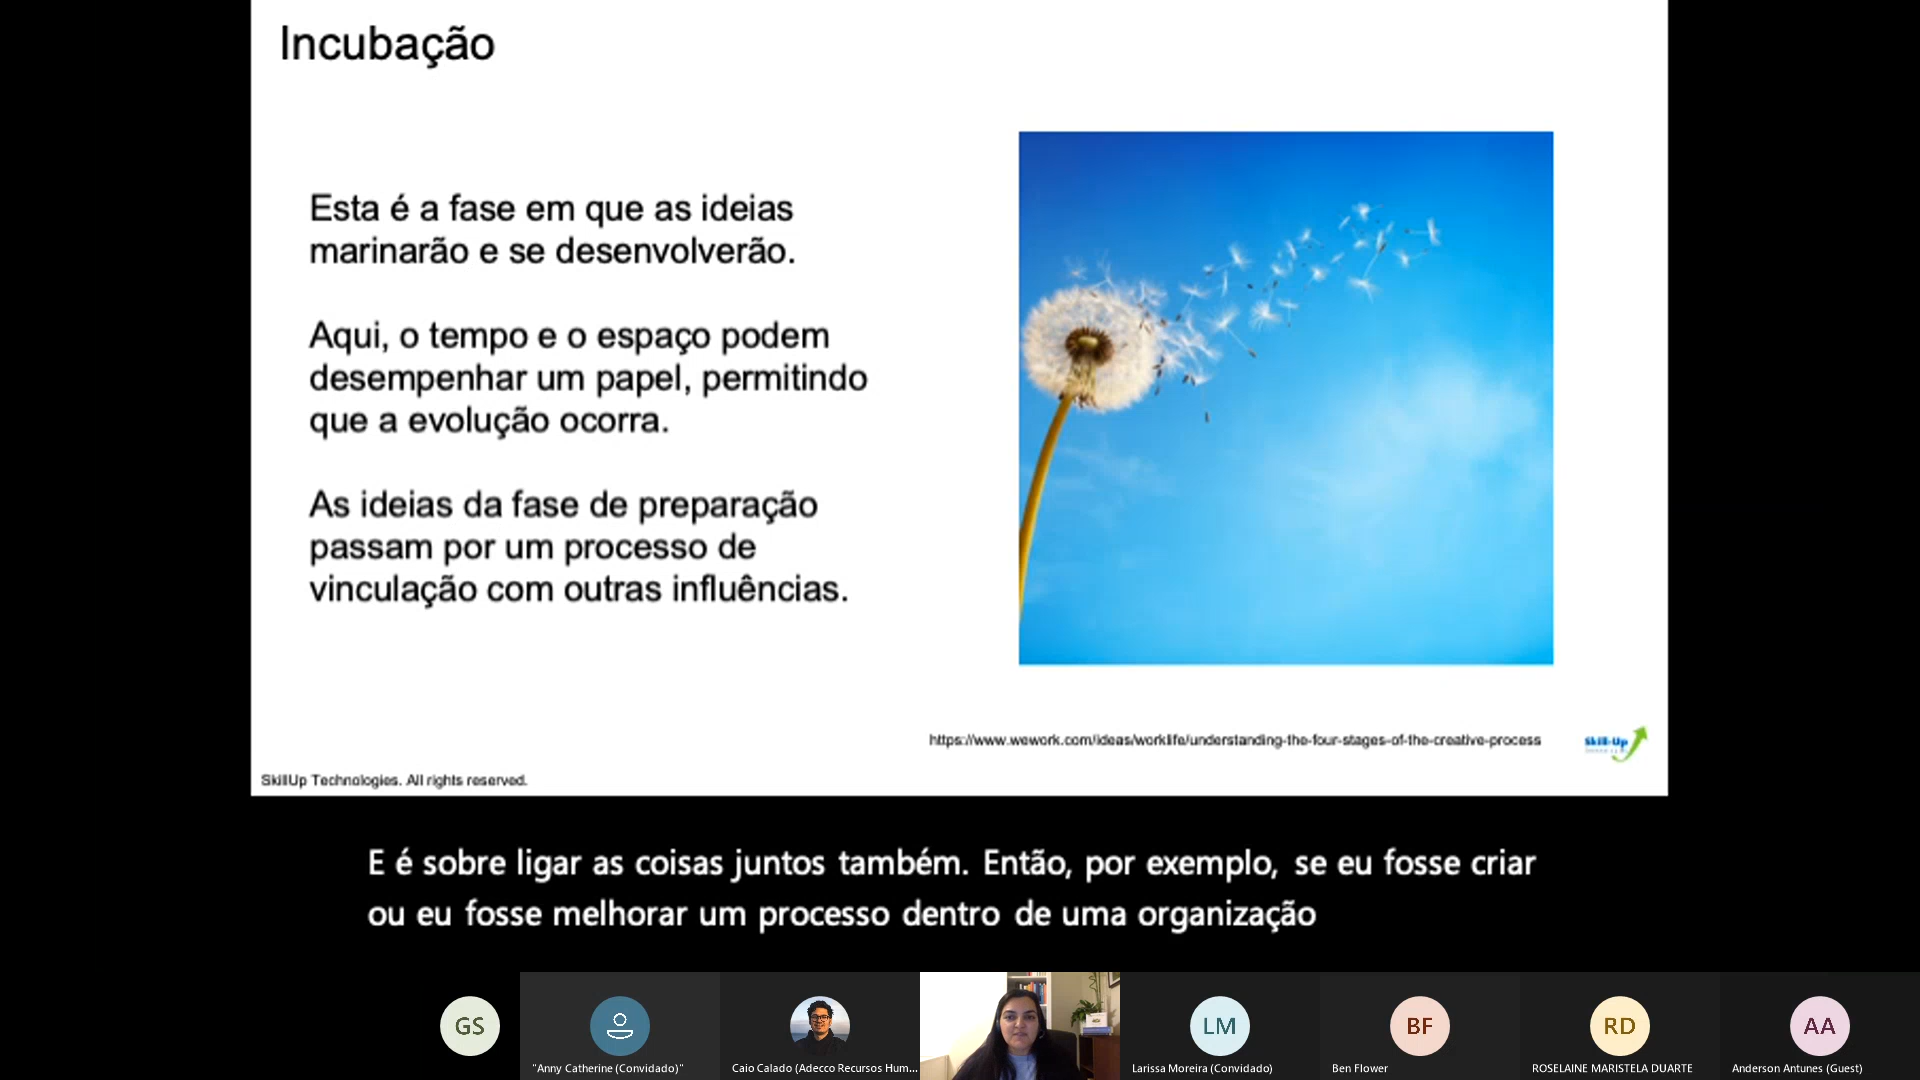 Incubação
Esta é a fase em que as ideias
marinarão e se desenvolverão.
Aqui, o tempo e o espaço podem
desempenhar um papel, permitindo
que a evolução ocorra.
As ideias da fase de preparação
passam por um processo de
vinculação com outras influências.
https://www.wework.com/ideas/worklife/understanding-the-four-stages-of-the-creative-process
Skill-Up
SkillUp Technologies. All rights reserved.
E é sobre ligar as coisas juntos também. Então, por exemplo, se eu fosse criar
ou eu fosse melhorar um processo dentro de uma organização
GS
LM
BF
RD
AA
"Anny Catherine (Convidado)"
Caio Calado (Adecco Recursos Hum...
Larissa Moreira (Convidado)
Ben Flower
ROSELAINE MARISTELA DUARTE
Anderson Antunes (Guest)